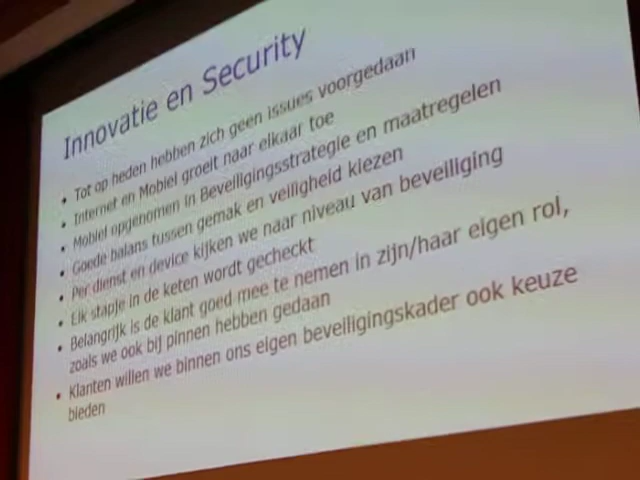 Innovatie en Security
• Tot op heden hebben zich geen issues voorgedaan
• Internet en Mobiel groeit naar elkaar toe
• Mobiel opgenomen in Beveiligingsstrategie en maatregelen
• Goede balans tussen gemak en veiligheid kiezen
• Per dienst en device kijken we naar niveau van beveiliging
• Elk stapje in de keten wordt gecheckt
• Belangrijk is de klant goed mee te nemen in zijn/haar eigen rol,
zoals we ook bij pinnen hebben gedaan
• Klanten willen we binnen ons eigen beveiligingskader ook keuze
bieden